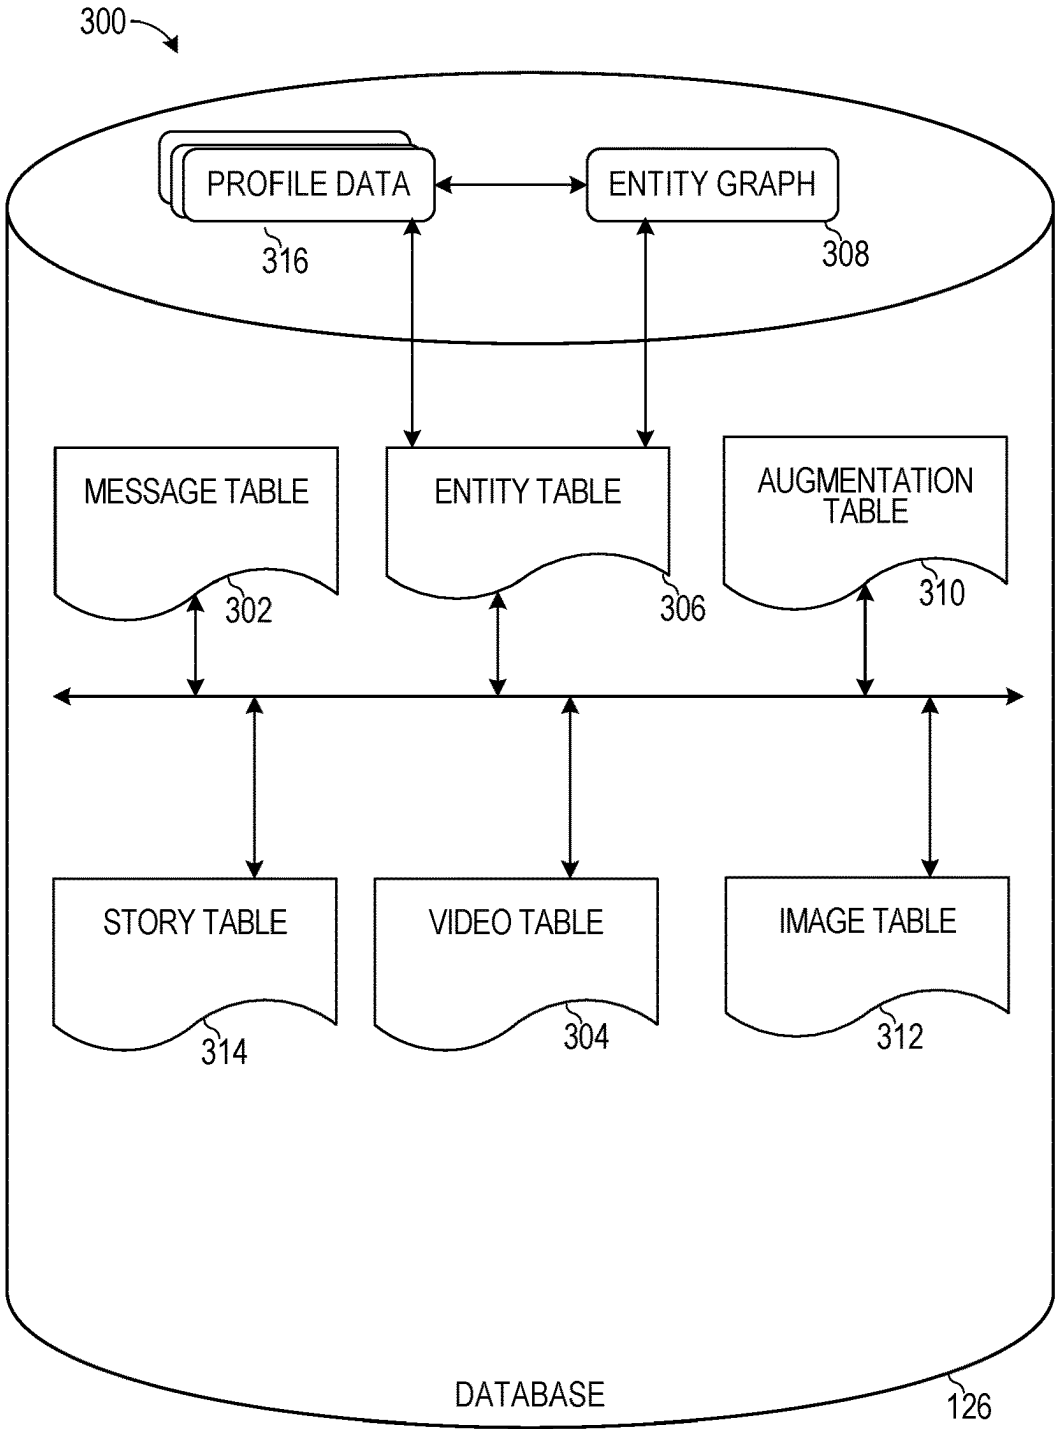 300
PROFILE DATA
ENTITY GRAPH
316
308
MESSAGE TABLE
ENTITY TABLE
AUGMENTATION
TABLE
302
306
310
STORY TABLE
VIDEO TABLE
IMAGE TABLE
314
304
312
DATABASE
126